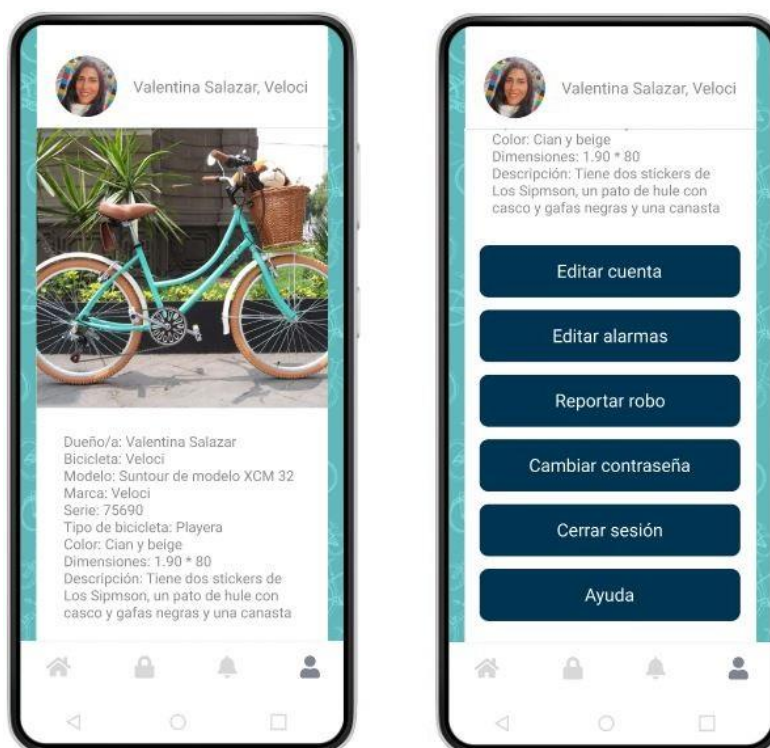 Valentina Salazar, Veloci
Dueño/a: Valentina Salazar
Bicicleta: Veloci
Modelo: Suntour de modelo XCM 32
Marca: Veloci
Serie: 75690
Tipo de bicicleta: Playera
Color: Cian y beige
Dimensiones: 1.90 * 80
Descripción: Tiene dos stickers de
Los Sipmson, un pato de hule con
casco y gafas negras y una canasta
Valentina Salazar, Veloci
Color: Cian y beige
Dimensiones: 1.90 * 80
Descripción: Tiene dos stickers de
Los Sipmson, un pato de hule con
casco y gafas negras y una canasta
Editar cuenta
Editar alarmas
Reportar robo
Cambiar contraseña
Cerrar sesión
Ayuda